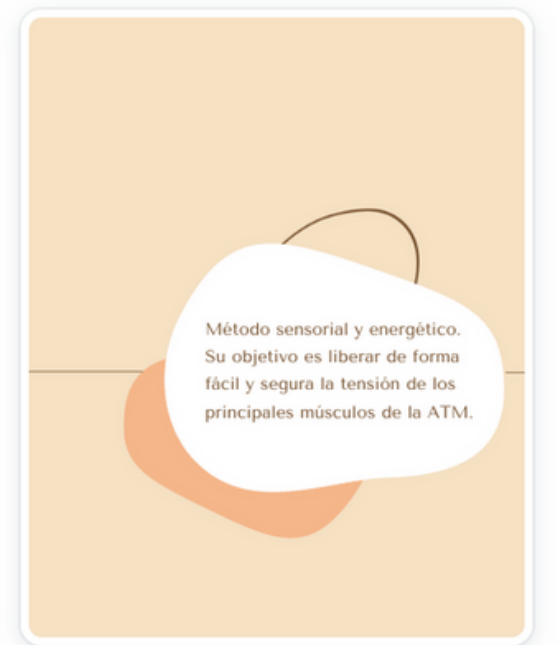 Método sensorial y energético.
Su objetivo es liberar de forma
fácil y segura la tensión de los
principales músculos de la ATM.